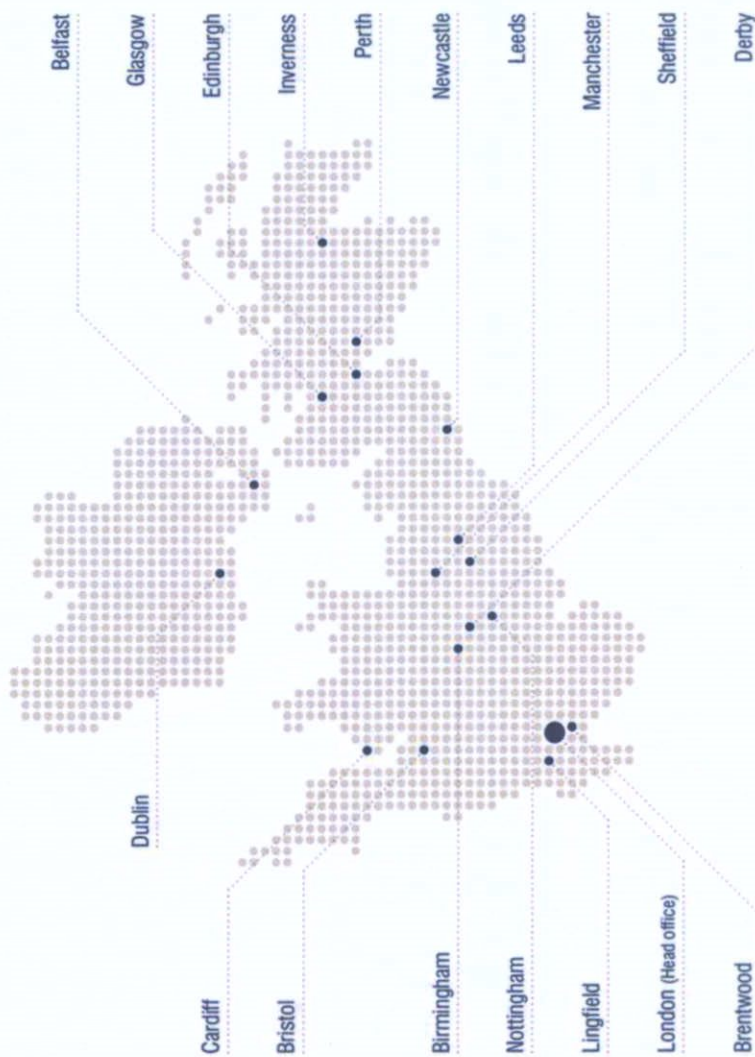 Belfast
Glasgow
Edinburgh
Inverness
Perth
Newcastle
Leeds
Manchester
Sheffield
Derby
Dublin
Cardiff
Bristol
Birmingham
Nottingham
Lingfield
London (Head office)
Brentwood